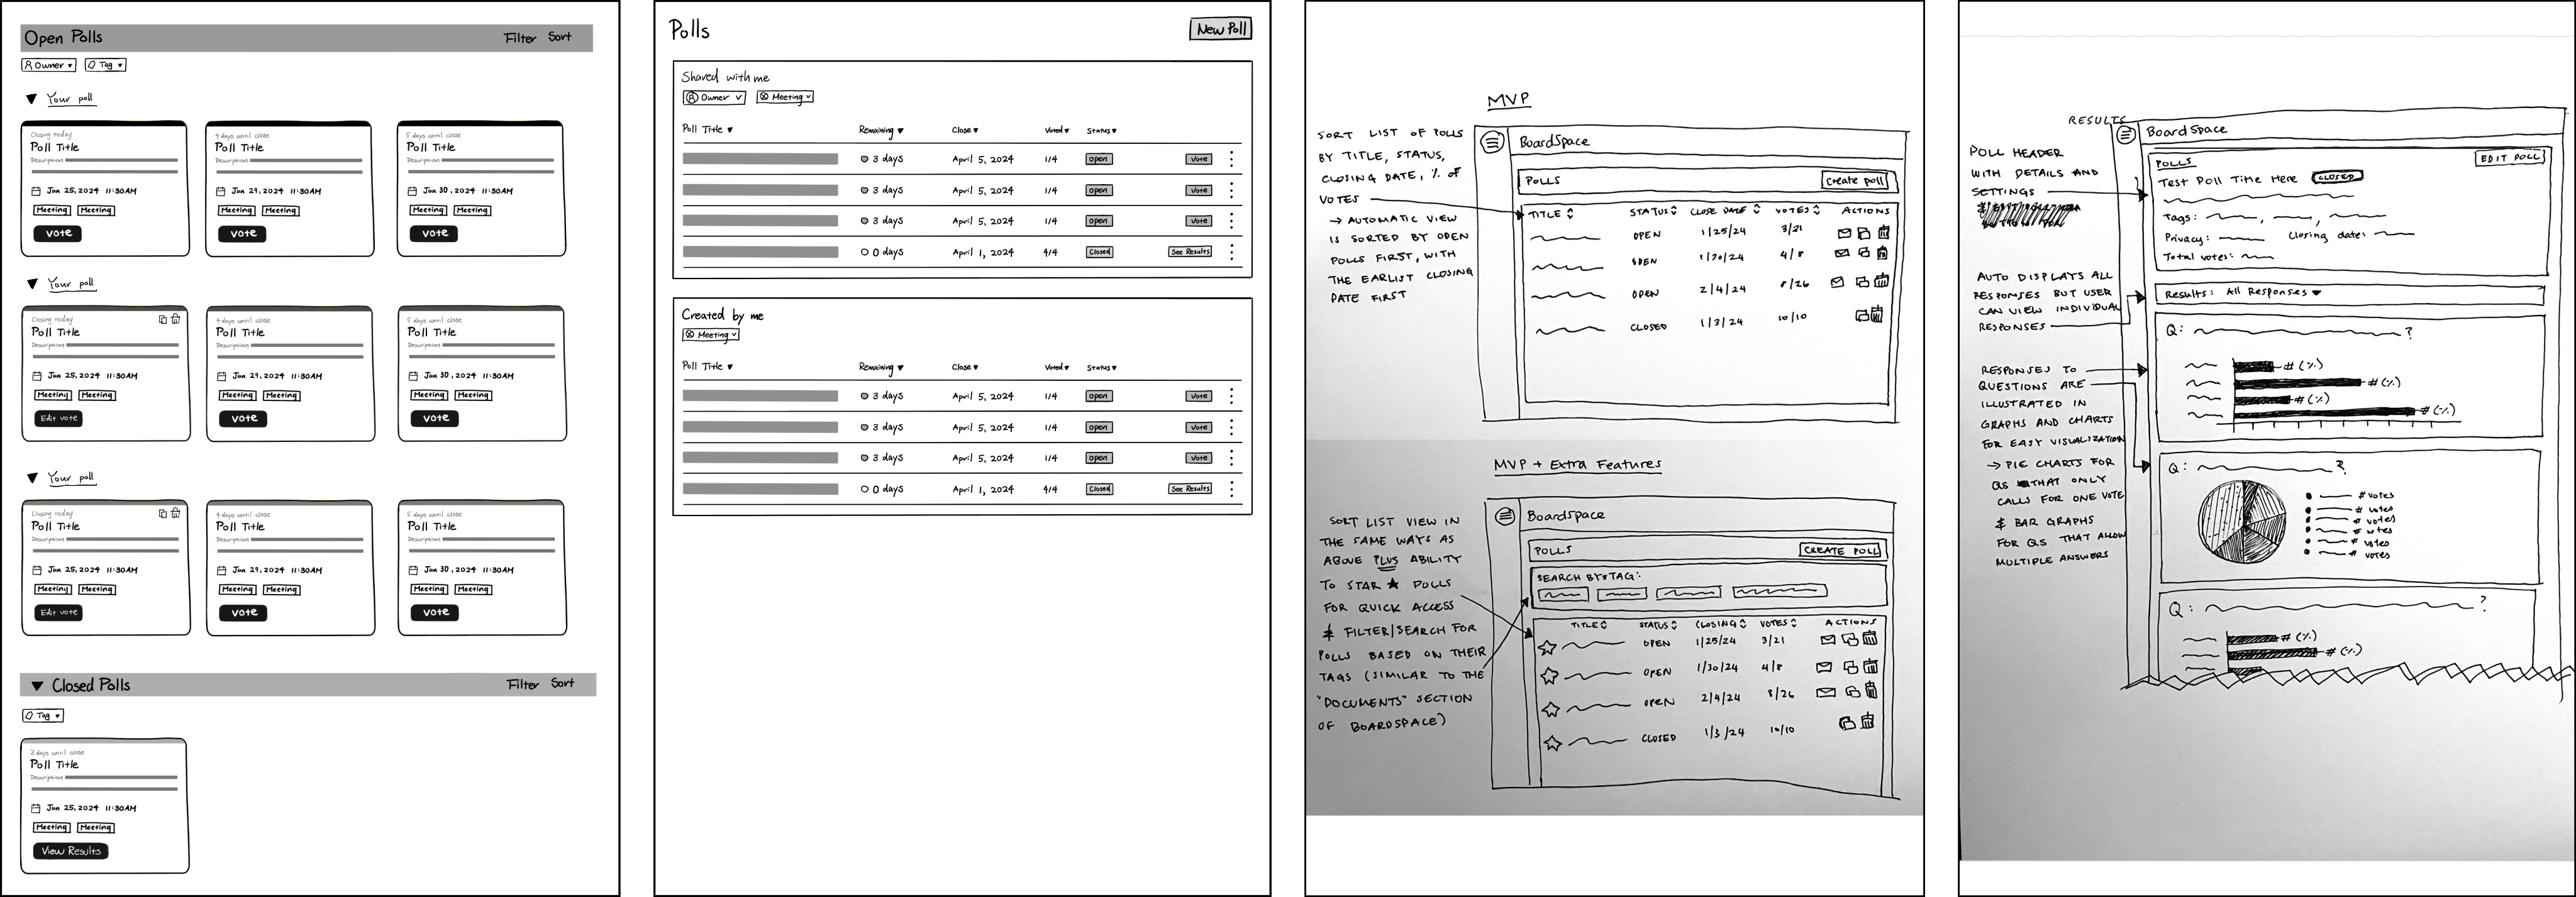 Open Polls Filter Sort
Owner Tag
Your poll
Closing today 4 days until close 5 days until close
Poll Title Poll Title Poll Title
Description Description Description
Jan 25, 2024 11:30AM Jan 29, 2024 11:30AM Jan 30, 2024 11:30AM
Meeting Meeting Meeting Meeting Meeting Meeting
vote vote vote
Your poll
Closing today 4 days until close 5 days until close
Poll Title Poll Title Poll Title
Description Description Description
Jan 25, 2024 11:30AM Jan 29, 2024 11:30AM Jan 30, 2024 11:30AM
Meeting Meeting Meeting Meeting Meeting Meeting
Edit vote vote vote
Your poll
Closing today 4 days until close 5 days until close
Poll Title Poll Title Poll Title
Description Description Description
Jan 25, 2024 11:30AM Jan 29, 2024 11:30AM Jan 30, 2024 11:30AM
Meeting Meeting Meeting Meeting Meeting Meeting
Edit vote vote vote
Closed Polls Filter Sort
Tag
3 days until close
Poll Title
Description
Jan 25, 2024 11:30AM
Meeting Meeting
View Results
Polls New Poll
Shared with me
Owner Meeting
Poll Title Remaining Close Voted Status
3 days April 5, 2024 1/4 open Vote
3 days April 5, 2024 1/4 open Vote
3 days April 5, 2024 1/4 open Vote
0 days April 1, 2024 4/4 Closed See Results
Created by me
Meeting
Poll Title Remaining Close Voted Status
3 days April 5, 2024 1/4 open Vote
3 days April 5, 2024 1/4 open Vote
3 days April 5, 2024 1/4 open Vote
0 days April 1, 2024 4/4 Closed See Results
MVP
SORT LIST OF POLLS
BY TITLE, STATUS,
CLOSING DATE, % OF
VOTES
→ AUTOMATIC VIEW
IS SORTED BY OPEN
POLLS FIRST, WITH
THE EARLIST CLOSING
DATE FIRST
BoardSpace
POLLS Create poll
TITLE STATUS CLOSE DATE VOTES ACTIONS
OPEN 1/25/24 3/21
OPEN 1/30/24 4/8
OPEN 2/4/24 8/26
CLOSED 1/3/24 10/10
MVP + Extra Features
SORT LIST VIEW IN
THE SAME WAYS AS
ABOVE PLUS ABILITY
TO STAR ★ POLLS
FOR QUICK ACCESS
& FILTER/SEARCH FOR
POLLS BASED ON THEIR
TAGS (SIMILAR TO THE
"DOCUMENTS" SECTION
OF BOARDSPACE)
BoardSpace
POLLS CREATE POLL
SEARCH BY TAG:
TITLE STATUS CLOSING VOTES ACTIONS
OPEN 1/25/24 3/21
OPEN 1/30/24 4/8
OPEN 2/4/24 8/26
CLOSED 1/3/24 10/10
RESULTS
POLL HEADER
WITH DETAILS AND
SETTINGS
AUTO DISPLAYS ALL
RESPONSES BUT USER
CAN VIEW INDIVIDUAL
RESPONSES
RESPONSES TO
QUESTIONS ARE
ILLUSTRATED IN
GRAPHS AND CHARTS
FOR EASY VISUALIZATION
→ PIE CHARTS FOR
QS THAT ONLY
CALLS FOR ONE VOTE
& BAR GRAPHS
FOR QS THAT ALLOW
MULTIPLE ANSWERS
BoardSpace
POLLS EDIT POLL
Test Poll Title Here CLOSED
Tags: , ,
Privacy: Closing date:
Total votes:
Results: All Responses
Q: ?
# (%)
# (%)
# (%)
# (%)
Q: ?
# votes
# votes
# votes
# votes
# votes
# votes
Q: ?
# (%)
# (%)